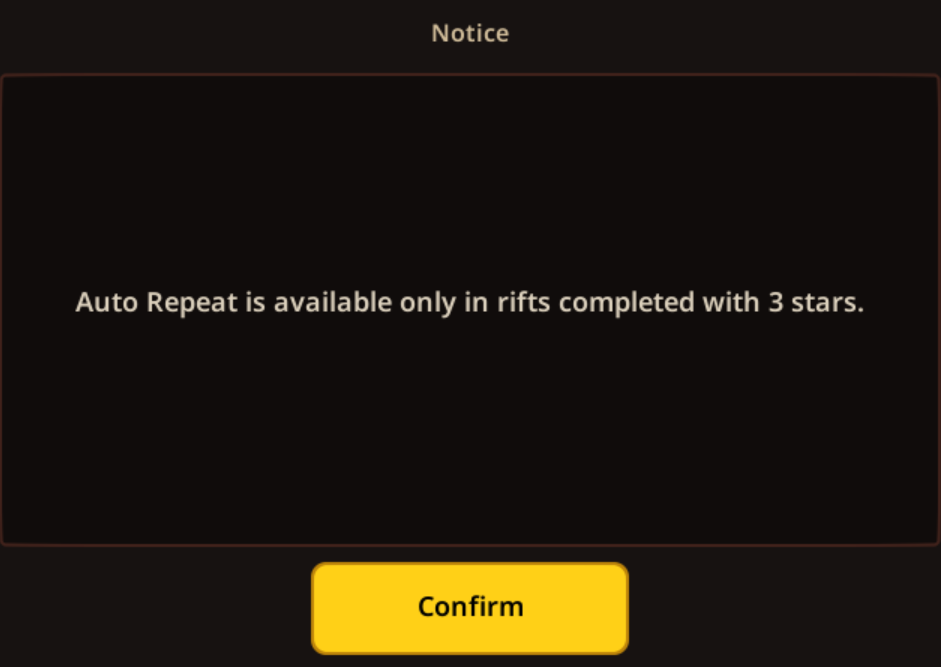 Notice
Auto Repeat is available only in rifts completed with 3 stars.
Confirm